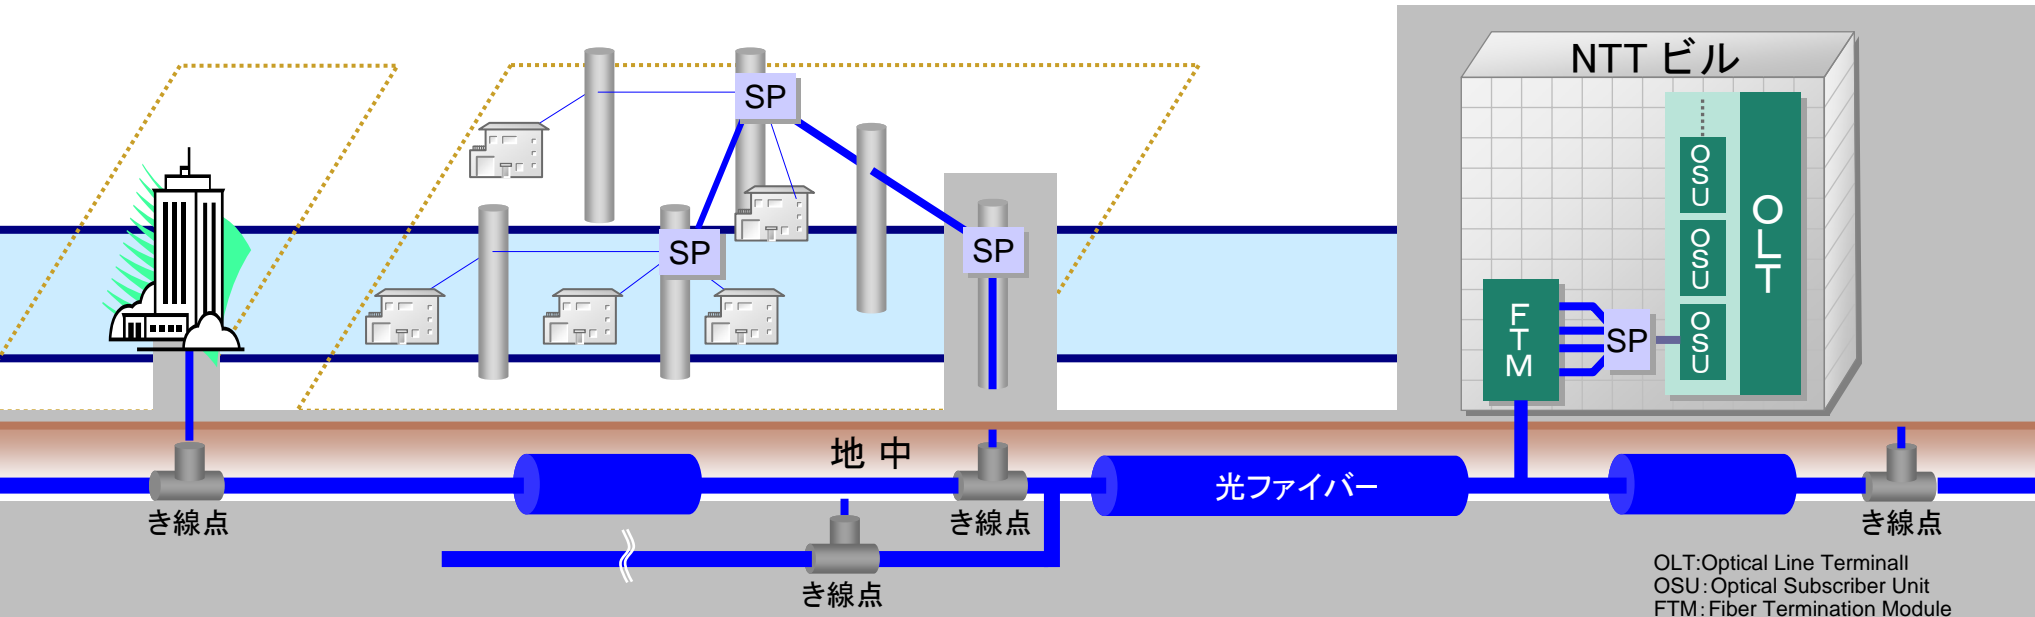 NTT ビル
SP
SP
SP
OSU
OSU
OSU
OLT
FTM
SP
地 中
光ファイバー
き線点
き線点
き線点
き線点
OLT:Optical Line Terminall
OSU:Optical Subscriber Unit
FTM:Fiber Termination Module